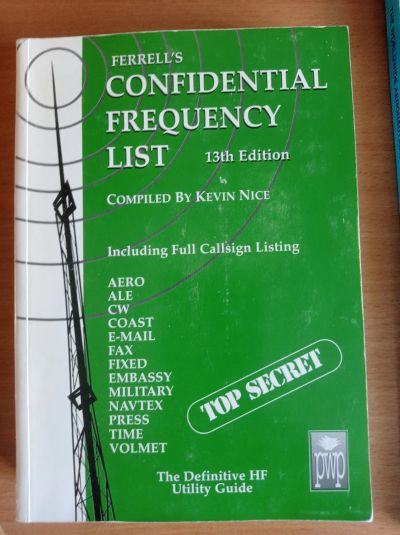 FERRELL'S
CONFIDENTIAL
FREQUENCY
LIST 13th Edition
COMPILED BY KEVIN NICE
Including Full Callsign Listing
AERO
ALE
CW
COAST
E-MAIL
FAX
FIXED
EMBASSY
MILITARY
NAVTEX
PRESS
TIME
VOLMET
TOP SECRET
pwp
The Definitive HF
Utility Guide